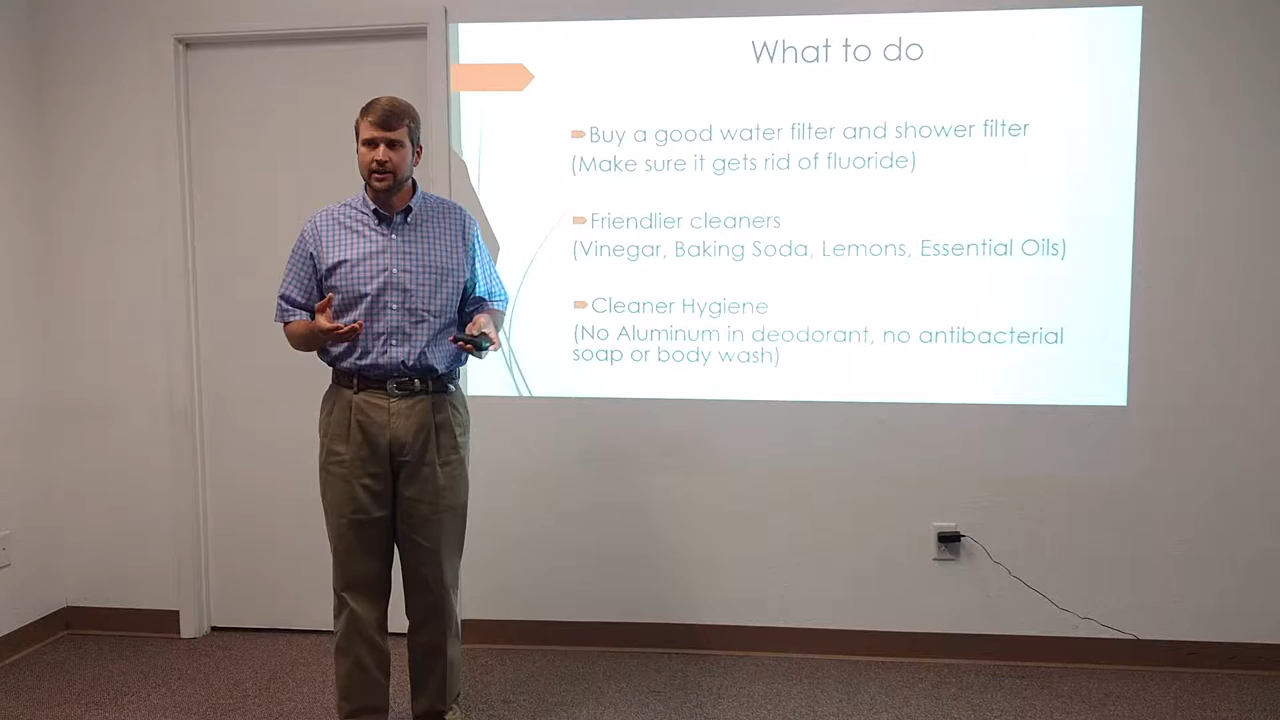 What to do
Buy a good water filter and shower filter
(Make sure it gets rid of fluoride)
Friendlier cleaners
(Vinegar, Baking Soda, Lemons, Essential Oils)
Cleaner Hygiene
(No Aluminum in deodorant, no antibacterial
soap or body wash)